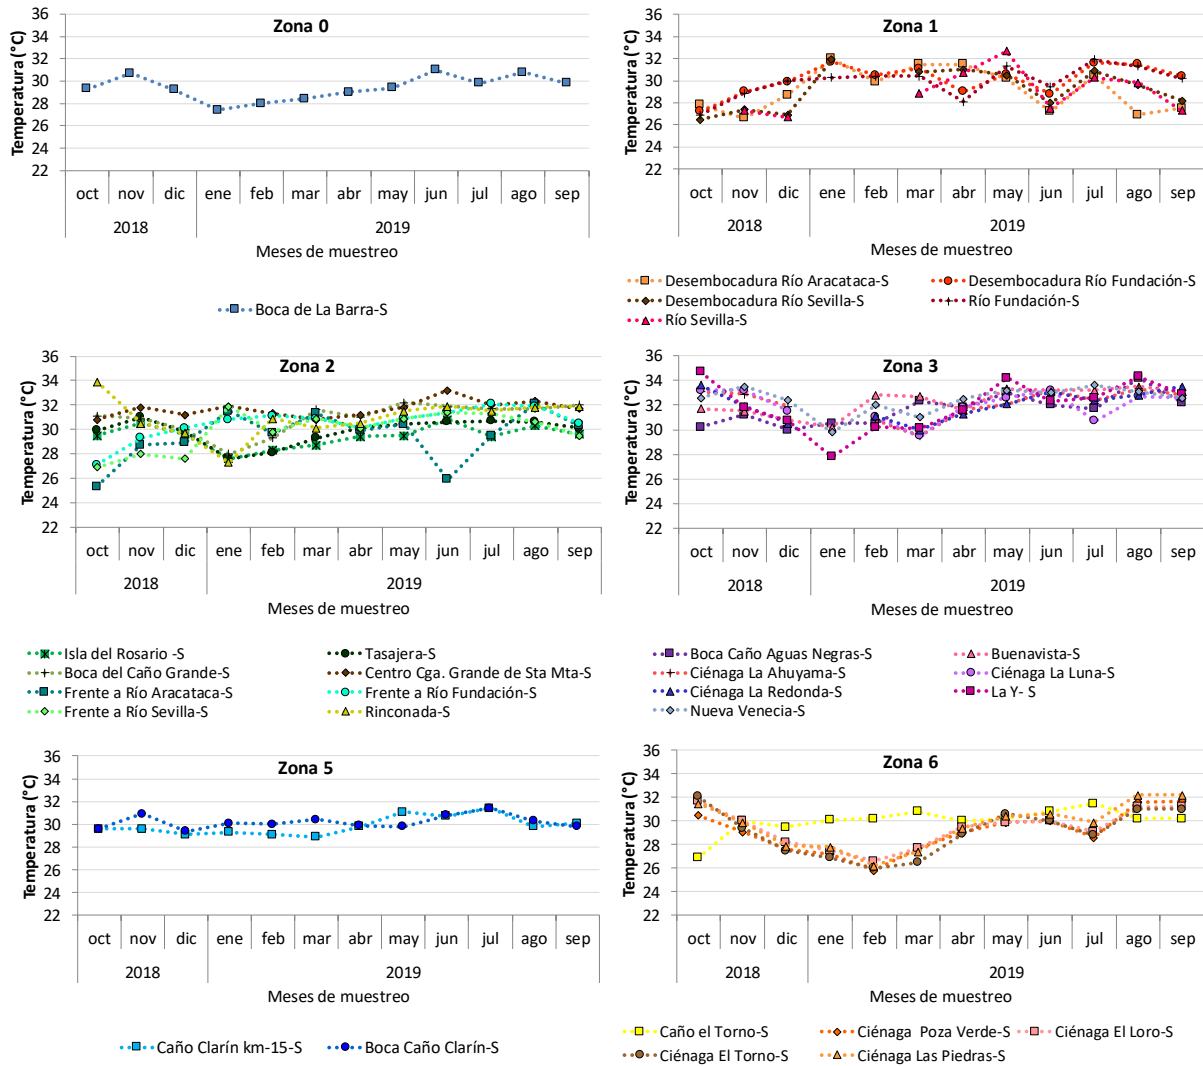 Zona 0
Temperatura (°C)
36
34
32
30
28
26
24
22
oct nov dic ene feb mar abr may jun jul ago sep
2018 2019
Meses de muestreo
Boca de La Barra-S
Zona 1
Temperatura (°C)
36
34
32
30
28
26
24
22
oct nov dic ene feb mar abr may jun jul ago sep
2018 2019
Meses de muestreo
Desembocadura Río Aracataca-S Desembocadura Río Fundación-S
Desembocadura Río Sevilla-S Río Fundación-S
Río Sevilla-S
Zona 2
Temperatura (°C)
36
34
32
30
28
26
24
22
oct nov dic ene feb mar abr may jun jul ago sep
2018 2019
Meses de muestreo
Isla del Rosario -S Tasajera-S
Boca del Caño Grande-S Centro Cga. Grande de Sta Mta-S
Frente a Río Aracataca-S Frente a Río Fundación-S
Frente a Río Sevilla-S Rinconada-S
Zona 3
Temperatura (°C)
36
34
32
30
28
26
24
22
oct nov dic ene feb mar abr may jun jul ago sep
2018 2019
Meses de muestreo
Boca Caño Aguas Negras-S Buenavista-S
Ciénaga La Ahuyama-S Ciénaga La Luna-S
Ciénaga La Redonda-S La Y- S
Nueva Venecia-S
Zona 5
Temperatura (°C)
36
34
32
30
28
26
24
22
oct nov dic ene feb mar abr may jun jul ago sep
2018 2019
Meses de muestreo
Caño Clarín km-15-S Boca Caño Clarín-S
Zona 6
Temperatura (°C)
36
34
32
30
28
26
24
22
oct nov dic ene feb mar abr may jun jul ago sep
2018 2019
Meses de muestreo
Caño el Torno-S Ciénaga Poza Verde-S Ciénaga El Loro-S
Ciénaga El Torno-S Ciénaga Las Piedras-S